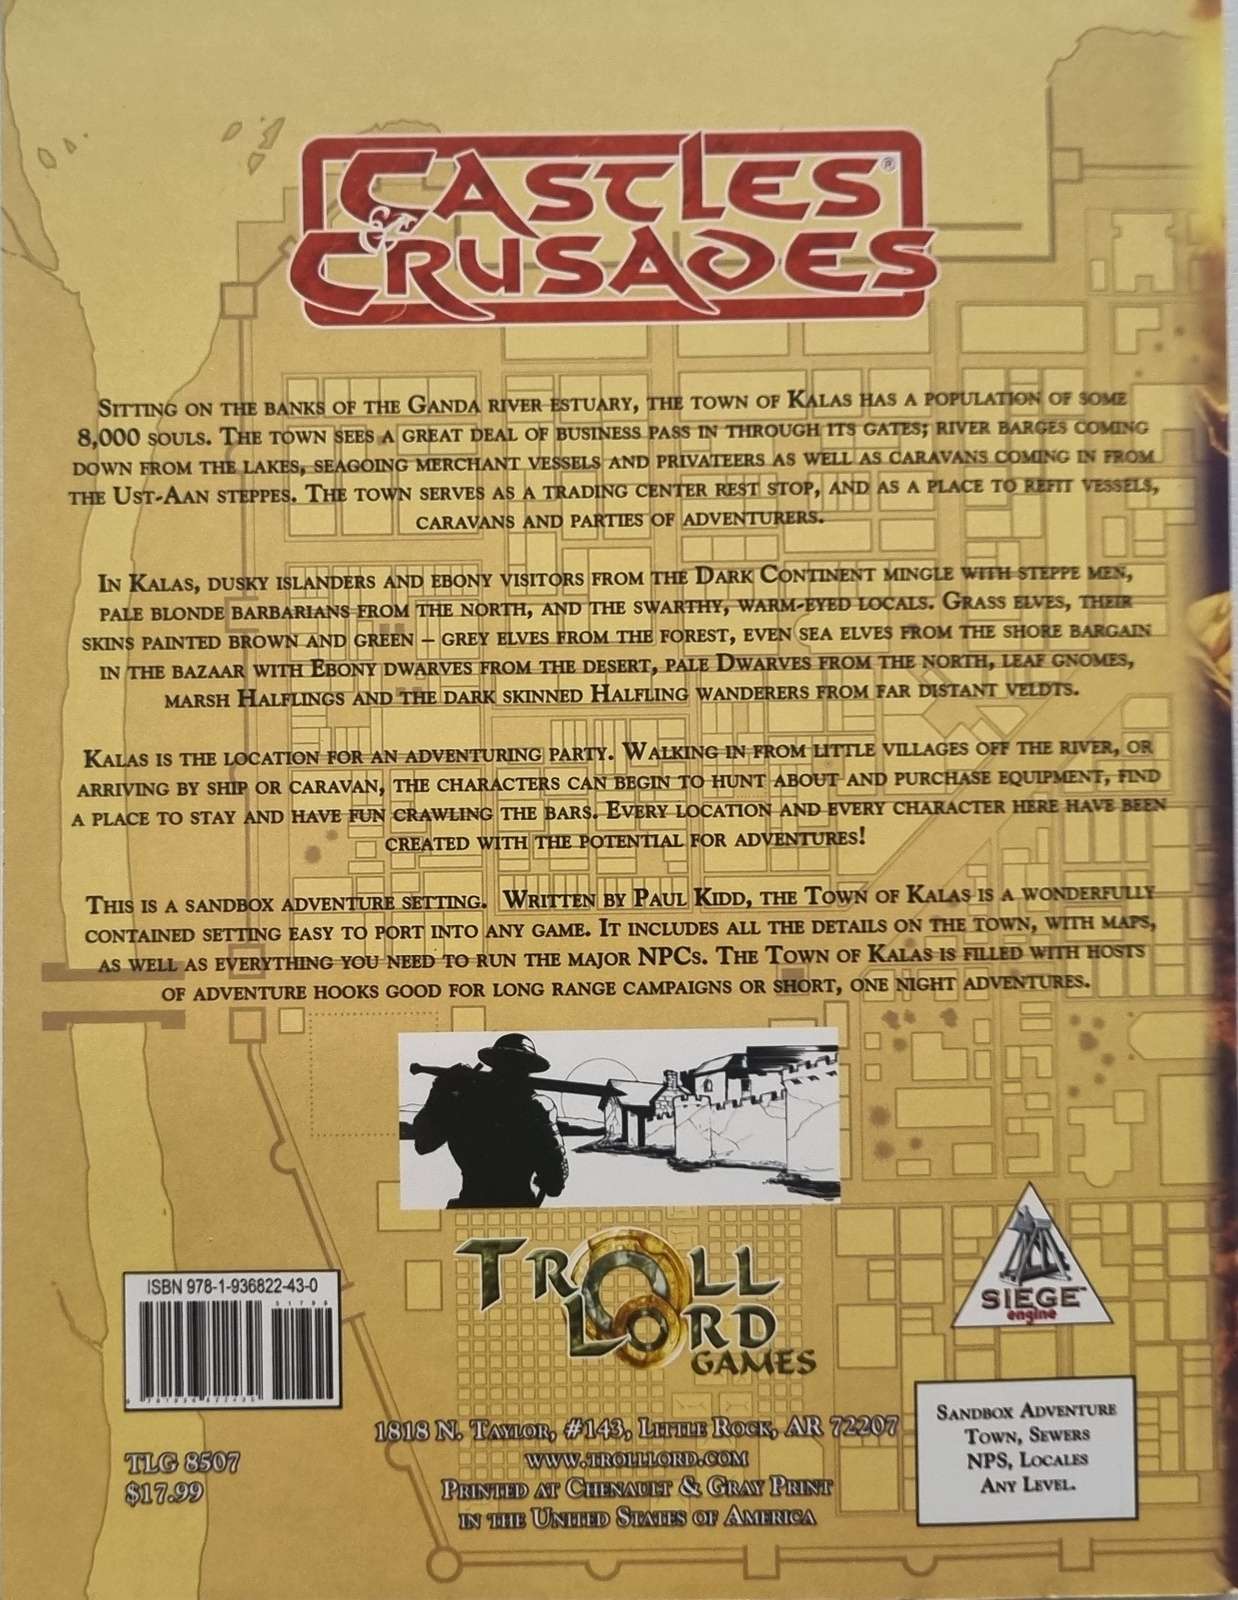 CASTLES®
& CRUSADES
SITTING ON THE BANKS OF THE GANDA RIVER ESTUARY, THE TOWN OF KALAS HAS A POPULATION OF SOME
8,000 SOULS. THE TOWN SEES A GREAT DEAL OF BUSINESS PASS IN THROUGH ITS GATES; RIVER BARGES COMING
DOWN FROM THE LAKES, SEAGOING MERCHANT VESSELS AND PRIVATEERS AS WELL AS CARAVANS COMING IN FROM
THE UST-AAN STEPPES. THE TOWN SERVES AS A TRADING CENTER REST STOP, AND AS A PLACE TO REFIT VESSELS,
CARAVANS AND PARTIES OF ADVENTURERS.
IN KALAS, DUSKY ISLANDERS AND EBONY VISITORS FROM THE DARK CONTINENT MINGLE WITH STEPPE MEN,
PALE BLONDE BARBARIANS FROM THE NORTH, AND THE SWARTHY, WARM-EYED LOCALS. GRASS ELVES, THEIR
SKINS PAINTED BROWN AND GREEN – GREY ELVES FROM THE FOREST, EVEN SEA ELVES FROM THE SHORE BARGAIN
IN THE BAZAAR WITH EBONY DWARVES FROM THE DESERT, PALE DWARVES FROM THE NORTH, LEAF GNOMES,
MARSH HALFLINGS AND THE DARK SKINNED HALFLING WANDERERS FROM FAR DISTANT VELDTS.
KALAS IS THE LOCATION FOR AN ADVENTURING PARTY. WALKING IN FROM LITTLE VILLAGES OFF THE RIVER, OR
ARRIVING BY SHIP OR CARAVAN, THE CHARACTERS CAN BEGIN TO HUNT ABOUT AND PURCHASE EQUIPMENT, FIND
A PLACE TO STAY AND HAVE FUN CRAWLING THE BARS. EVERY LOCATION AND EVERY CHARACTER HERE HAVE BEEN
CREATED WITH THE POTENTIAL FOR ADVENTURES!
THIS IS A SANDBOX ADVENTURE SETTING. WRITTEN BY PAUL KIDD, THE TOWN OF KALAS IS A WONDERFULLY
CONTAINED SETTING EASY TO PORT INTO ANY GAME. IT INCLUDES ALL THE DETAILS ON THE TOWN, WITH MAPS,
AS WELL AS EVERYTHING YOU NEED TO RUN THE MAJOR NPCS. THE TOWN OF KALAS IS FILLED WITH HOSTS
OF ADVENTURE HOOKS GOOD FOR LONG RANGE CAMPAIGNS OR SHORT, ONE NIGHT ADVENTURES.
ISBN 978-1-936822-43-0
51799
9 781936 822430
TLG 8507
$17.99
TROLL
LORD
GAMES
1818 N. TAYLOR, #143, LITTLE ROCK, AR 72207
WWW.TROLLLORD.COM
PRINTED AT CHENAULT & GRAY PRINT
IN THE UNITED STATES OF AMERICA
SIEGE™
engine
SANDBOX ADVENTURE
TOWN, SEWERS
NPS, LOCALES
ANY LEVEL.